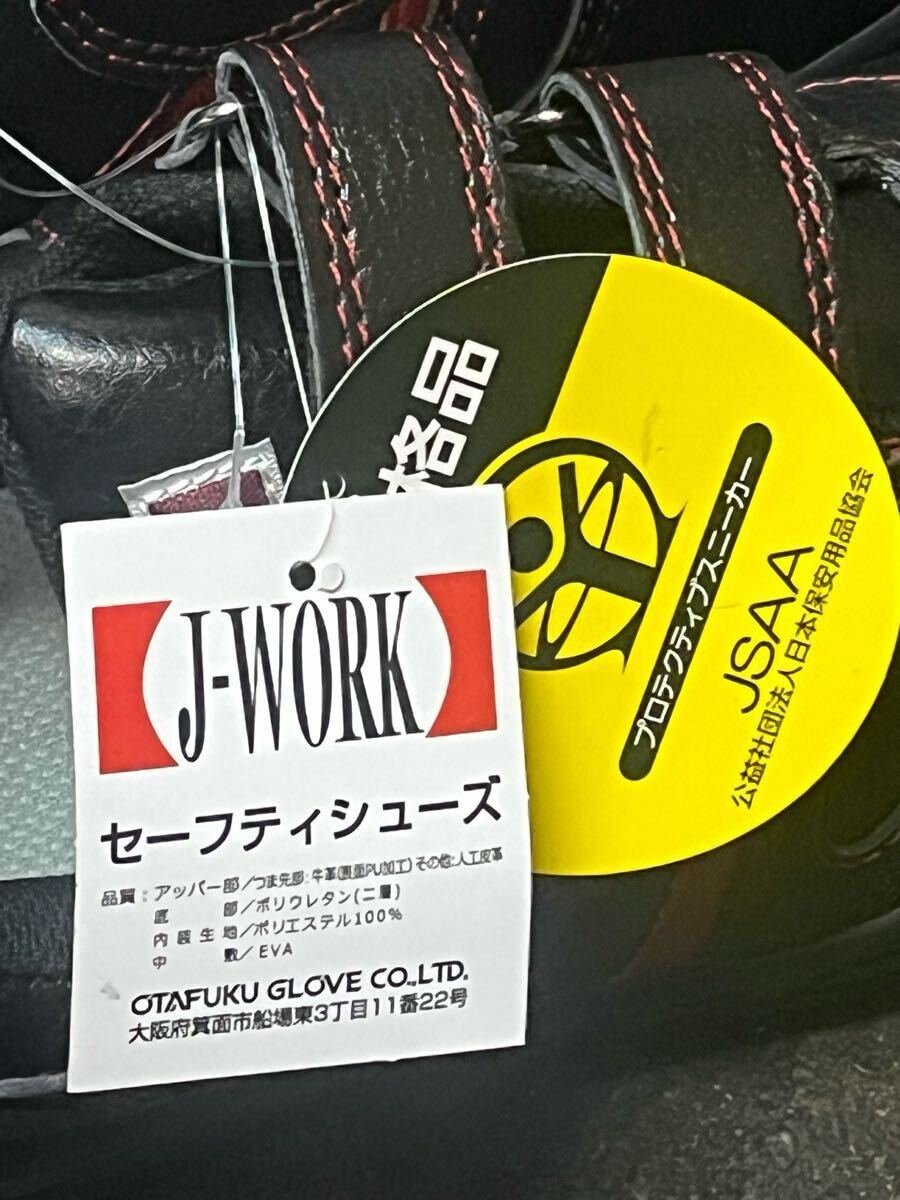 J-WORK
セーフティシューズ
品質：アッパー部／つま先部：牛革(表面PU加工)その他：人工皮革
底 部／ポリウレタン(二層)
内装生地／ポリエステル100%
中 敷／EVA
OTAFUKU GLOVE CO.,LTD.
大阪府箕面市船場東3丁目11番22号
格品
プロテクティブスニーカー
JSAA
公益社団法人日本保安用品協会